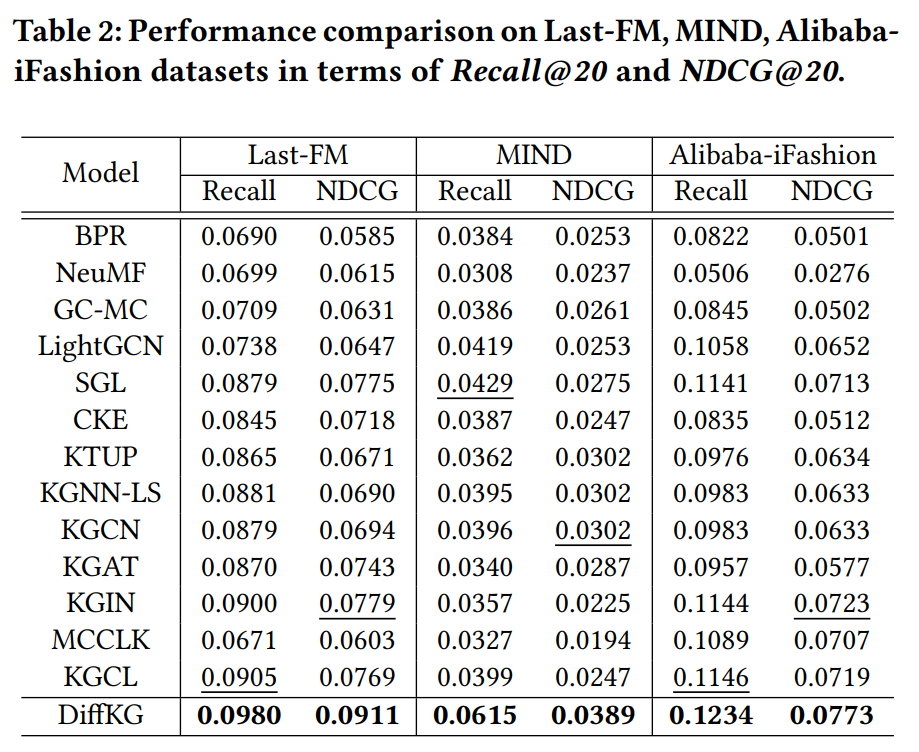 Table 2: Performance comparison on Last-FM, MIND, Alibaba-
iFashion datasets in terms of Recall@20 and NDCG@20.
Model Last-FM MIND Alibaba-iFashion
Recall NDCG Recall NDCG Recall NDCG
BPR 0.0690 0.0585 0.0384 0.0253 0.0822 0.0501
NeuMF 0.0699 0.0615 0.0308 0.0237 0.0506 0.0276
GC-MC 0.0709 0.0631 0.0386 0.0261 0.0845 0.0502
LightGCN 0.0738 0.0647 0.0419 0.0253 0.1058 0.0652
SGL 0.0879 0.0775 0.0429 0.0275 0.1141 0.0713
CKE 0.0845 0.0718 0.0387 0.0247 0.0835 0.0512
KTUP 0.0865 0.0671 0.0362 0.0302 0.0976 0.0634
KGNN-LS 0.0881 0.0690 0.0395 0.0302 0.0983 0.0633
KGCN 0.0879 0.0694 0.0396 0.0302 0.0983 0.0633
KGAT 0.0870 0.0743 0.0340 0.0287 0.0957 0.0577
KGIN 0.0900 0.0779 0.0357 0.0225 0.1144 0.0723
MCCLK 0.0671 0.0603 0.0327 0.0194 0.1089 0.0707
KGCL 0.0905 0.0769 0.0399 0.0247 0.1146 0.0719
DiffKG 0.0980 0.0911 0.0615 0.0389 0.1234 0.0773